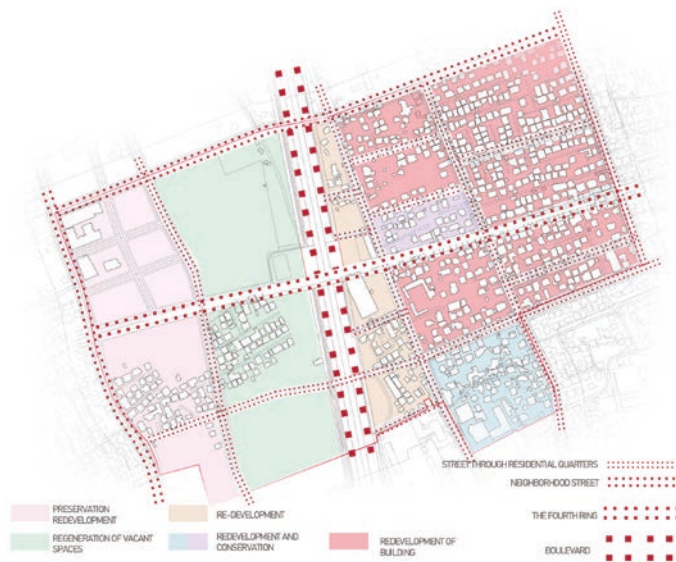 STREET THROUGH RESIDENTIAL QUARTERS
NEIGHBORHOOD STREET
THE FOURTH RING
BOULEVARD
PRESERVATION
REDEVELOPMENT
RE-DEVELOPMENT
REGENERATION OF VACANT
SPACES
REDEVELOPMENT AND
CONSERVATION
REDEVELOPMENT OF
BUILDING